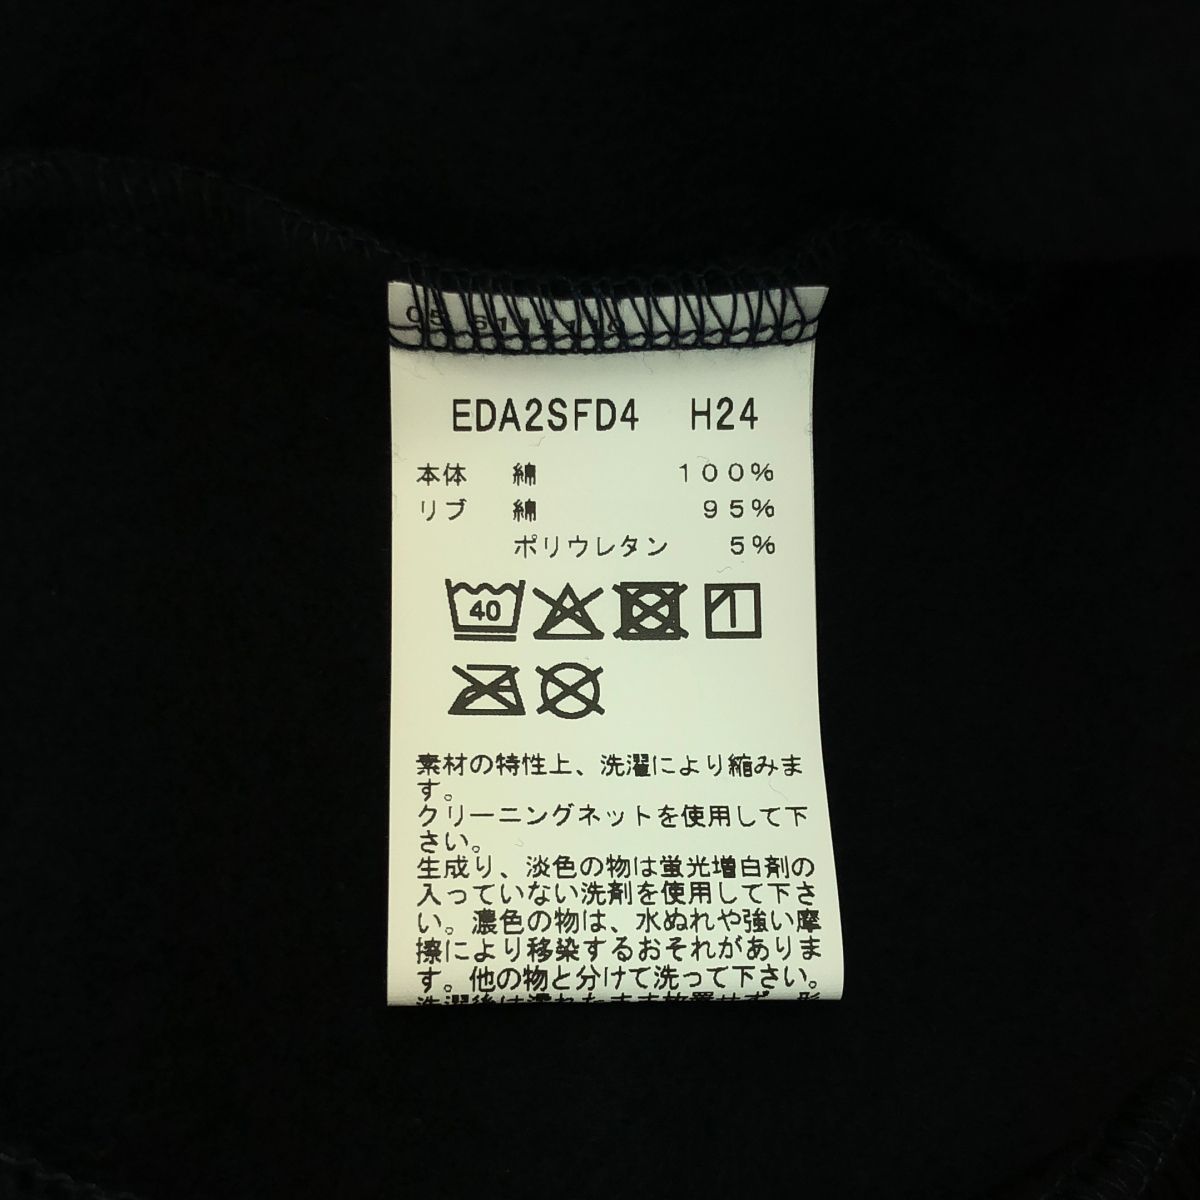 EDA2SFD4 H24
本体 綿 100%
リブ 綿 95%
ポリウレタン 5%
40
1
素材の特性上、洗濯により縮みま
す。
クリーニングネットを使用して下
さい。
生成り、淡色の物は蛍光増白剤の
入っていない洗剤を使用して下さ
い。濃色の物は、水ぬれや強い摩
擦により移染するおそれがありま
す。他の物と分けて洗って下さい。